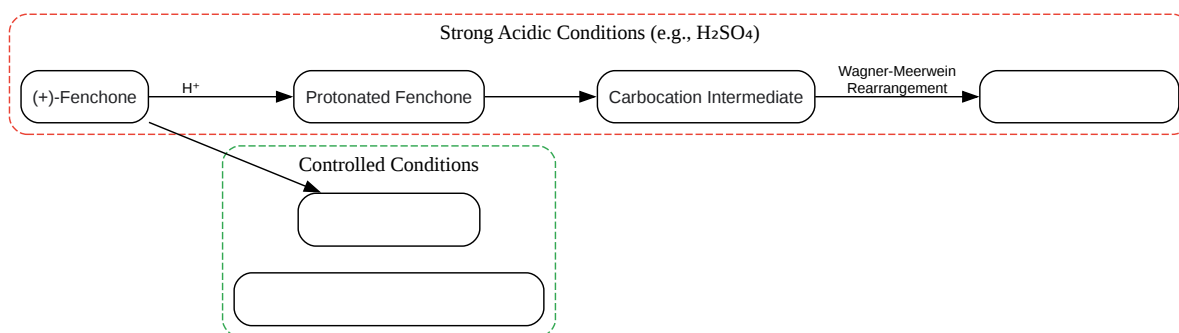 Strong Acidic Conditions (e.g., H₂SO₄)
(+)-Fenchone
H⁺
Protonated Fenchone
Carbocation Intermediate
Wagner-Meerwein
Rearrangement
Controlled Conditions